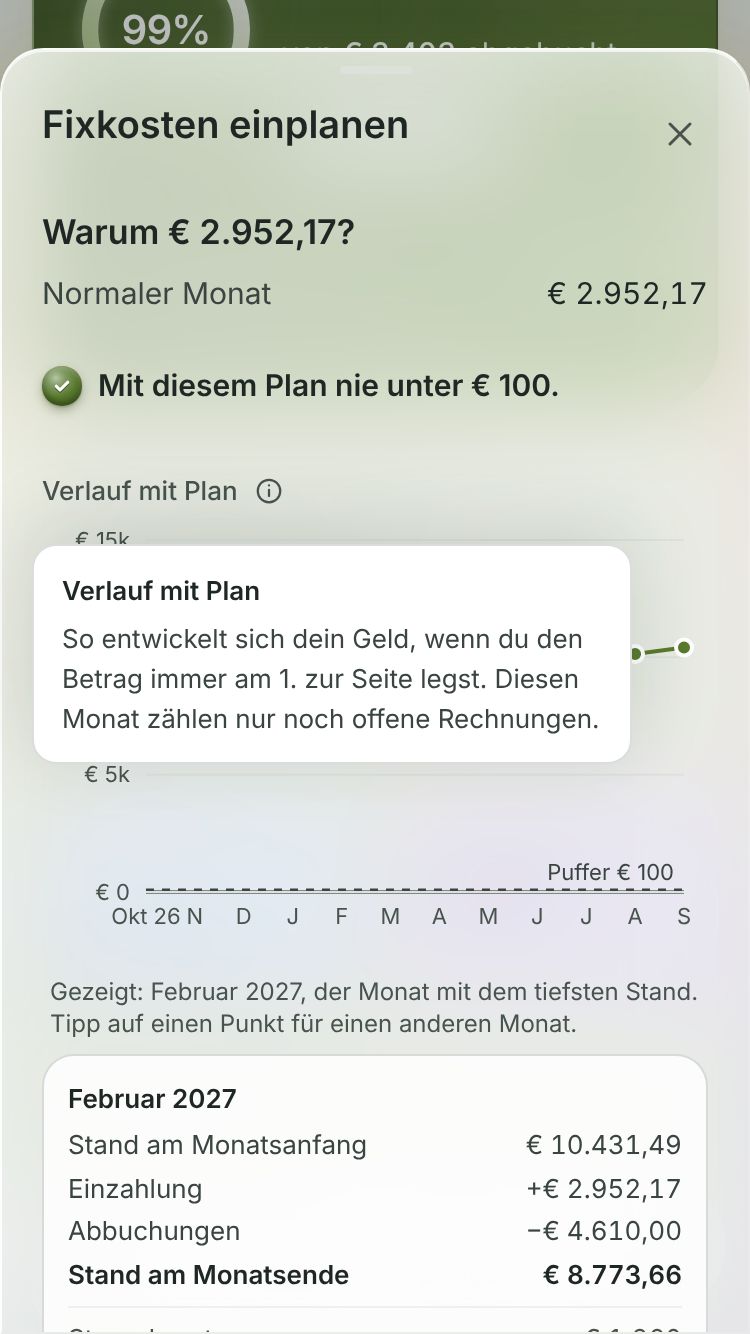 99%
Fixkosten einplanen
Warum € 2.952,17?
Normaler Monat € 2.952,17
Mit diesem Plan nie unter € 100.
Verlauf mit Plan
€ 15k
Verlauf mit Plan
So entwickelt sich dein Geld, wenn du den
Betrag immer am 1. zur Seite legst. Diesen
Monat zählen nur noch offene Rechnungen.
€ 5k
Puffer € 100
€ 0
Okt 26 N D J F M A M J J A S
Gezeigt: Februar 2027, der Monat mit dem tiefsten Stand.
Tipp auf einen Punkt für einen anderen Monat.
Februar 2027
Stand am Monatsanfang € 10.431,49
Einzahlung +€ 2.952,17
Abbuchungen −€ 4.610,00
Stand am Monatsende € 8.773,66